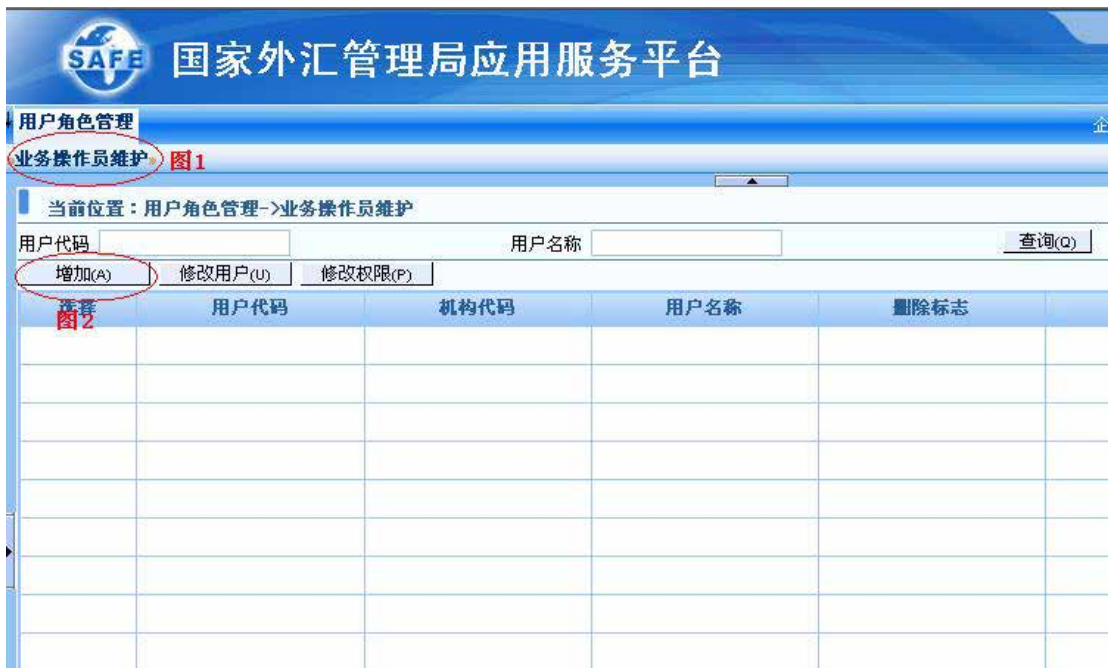 SAFE 国家外汇管理局应用服务平台
用户角色管理 企
业务操作员维护» 图1
当前位置：用户角色管理->业务操作员维护
用户代码 用户名称 查询(Q)
增加(A) 修改用户(U) 修改权限(P)
选择 用户代码 机构代码 用户名称 删除标志
图2